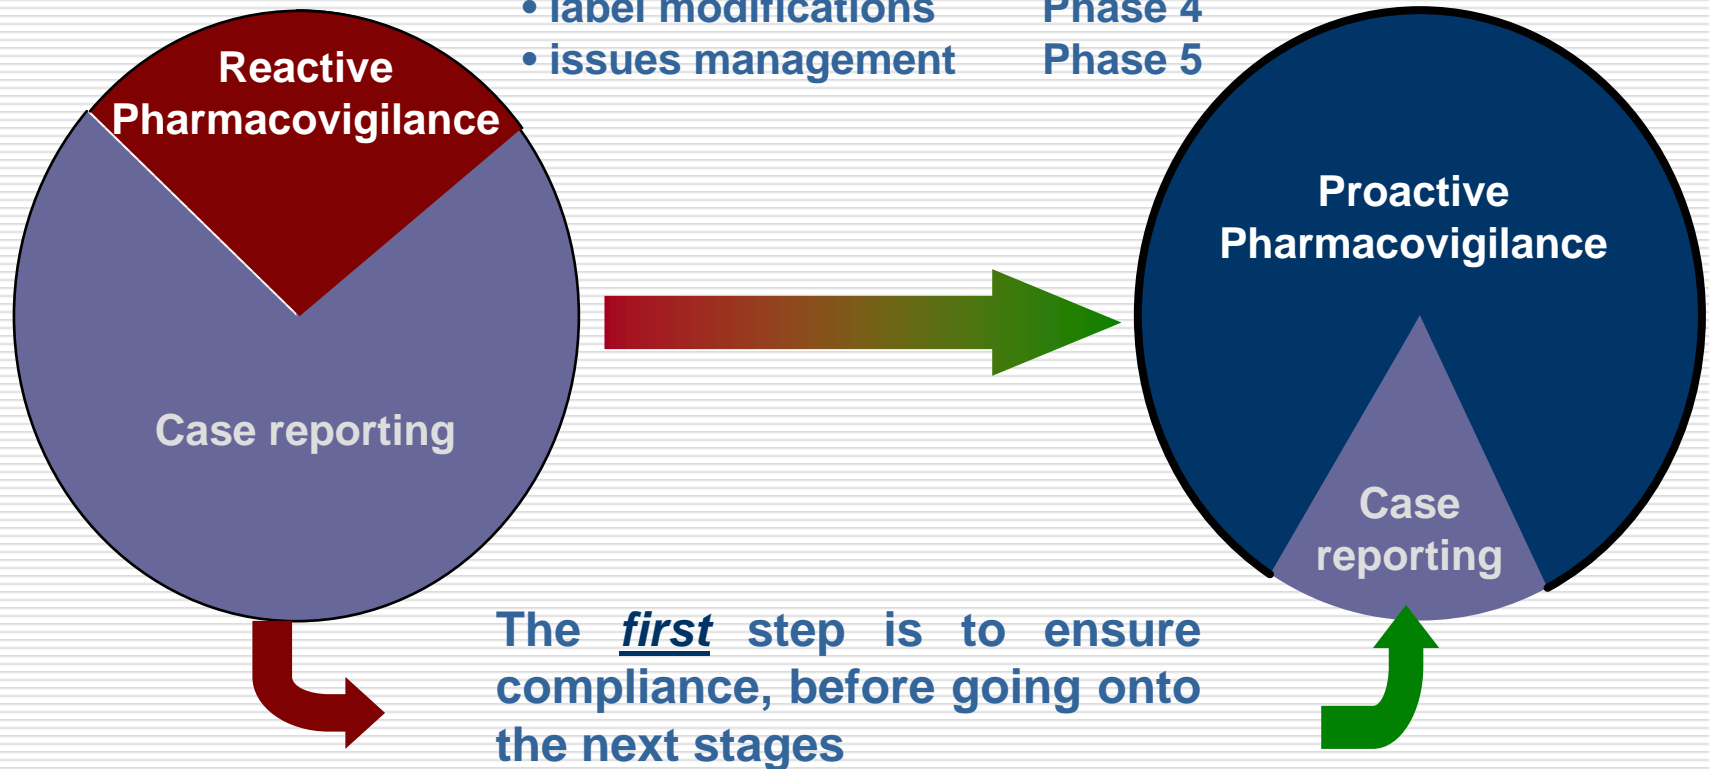 • label modifications Phase 4
• issues management Phase 5
Reactive
Pharmacovigilance
Proactive
Pharmacovigilance
Case reporting
Case
reporting
The first step is to ensure
compliance, before going onto
the next stages